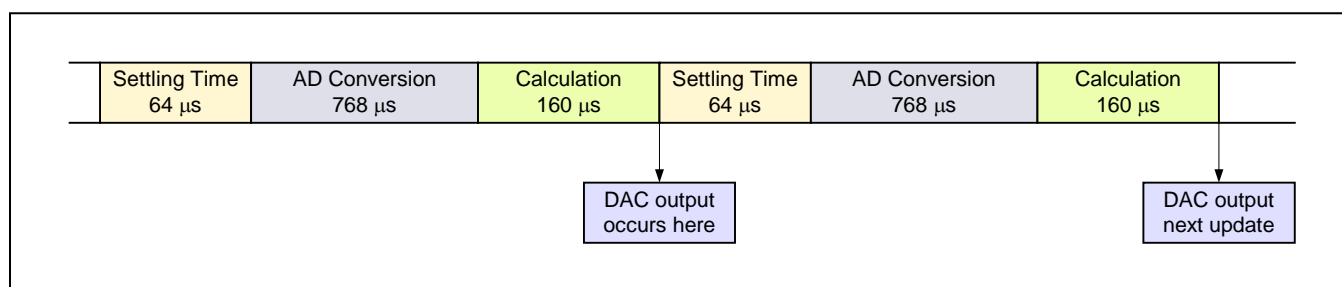 Settling Time
64 μs
AD Conversion
768 μs
Calculation
160 μs
Settling Time
64 μs
AD Conversion
768 μs
Calculation
160 μs
DAC output
occurs here
DAC output
next update